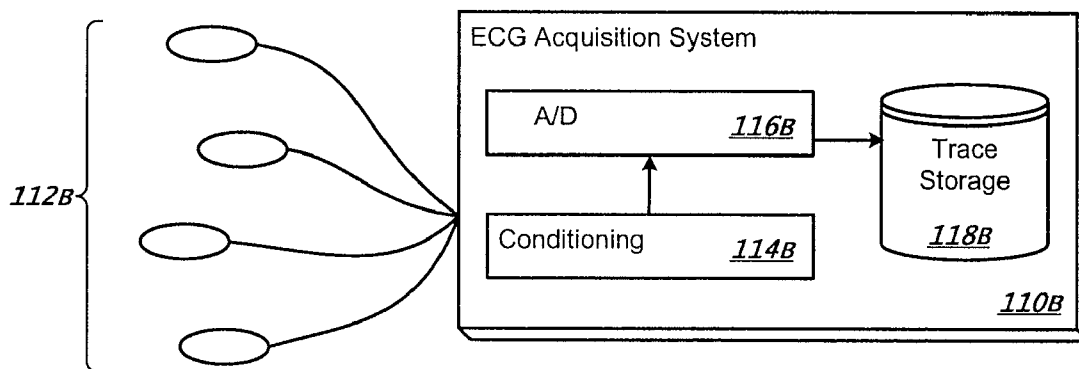 ECG Acquisition System
A/D
116B
Trace
Storage
112B
Conditioning
114B
118B
110B